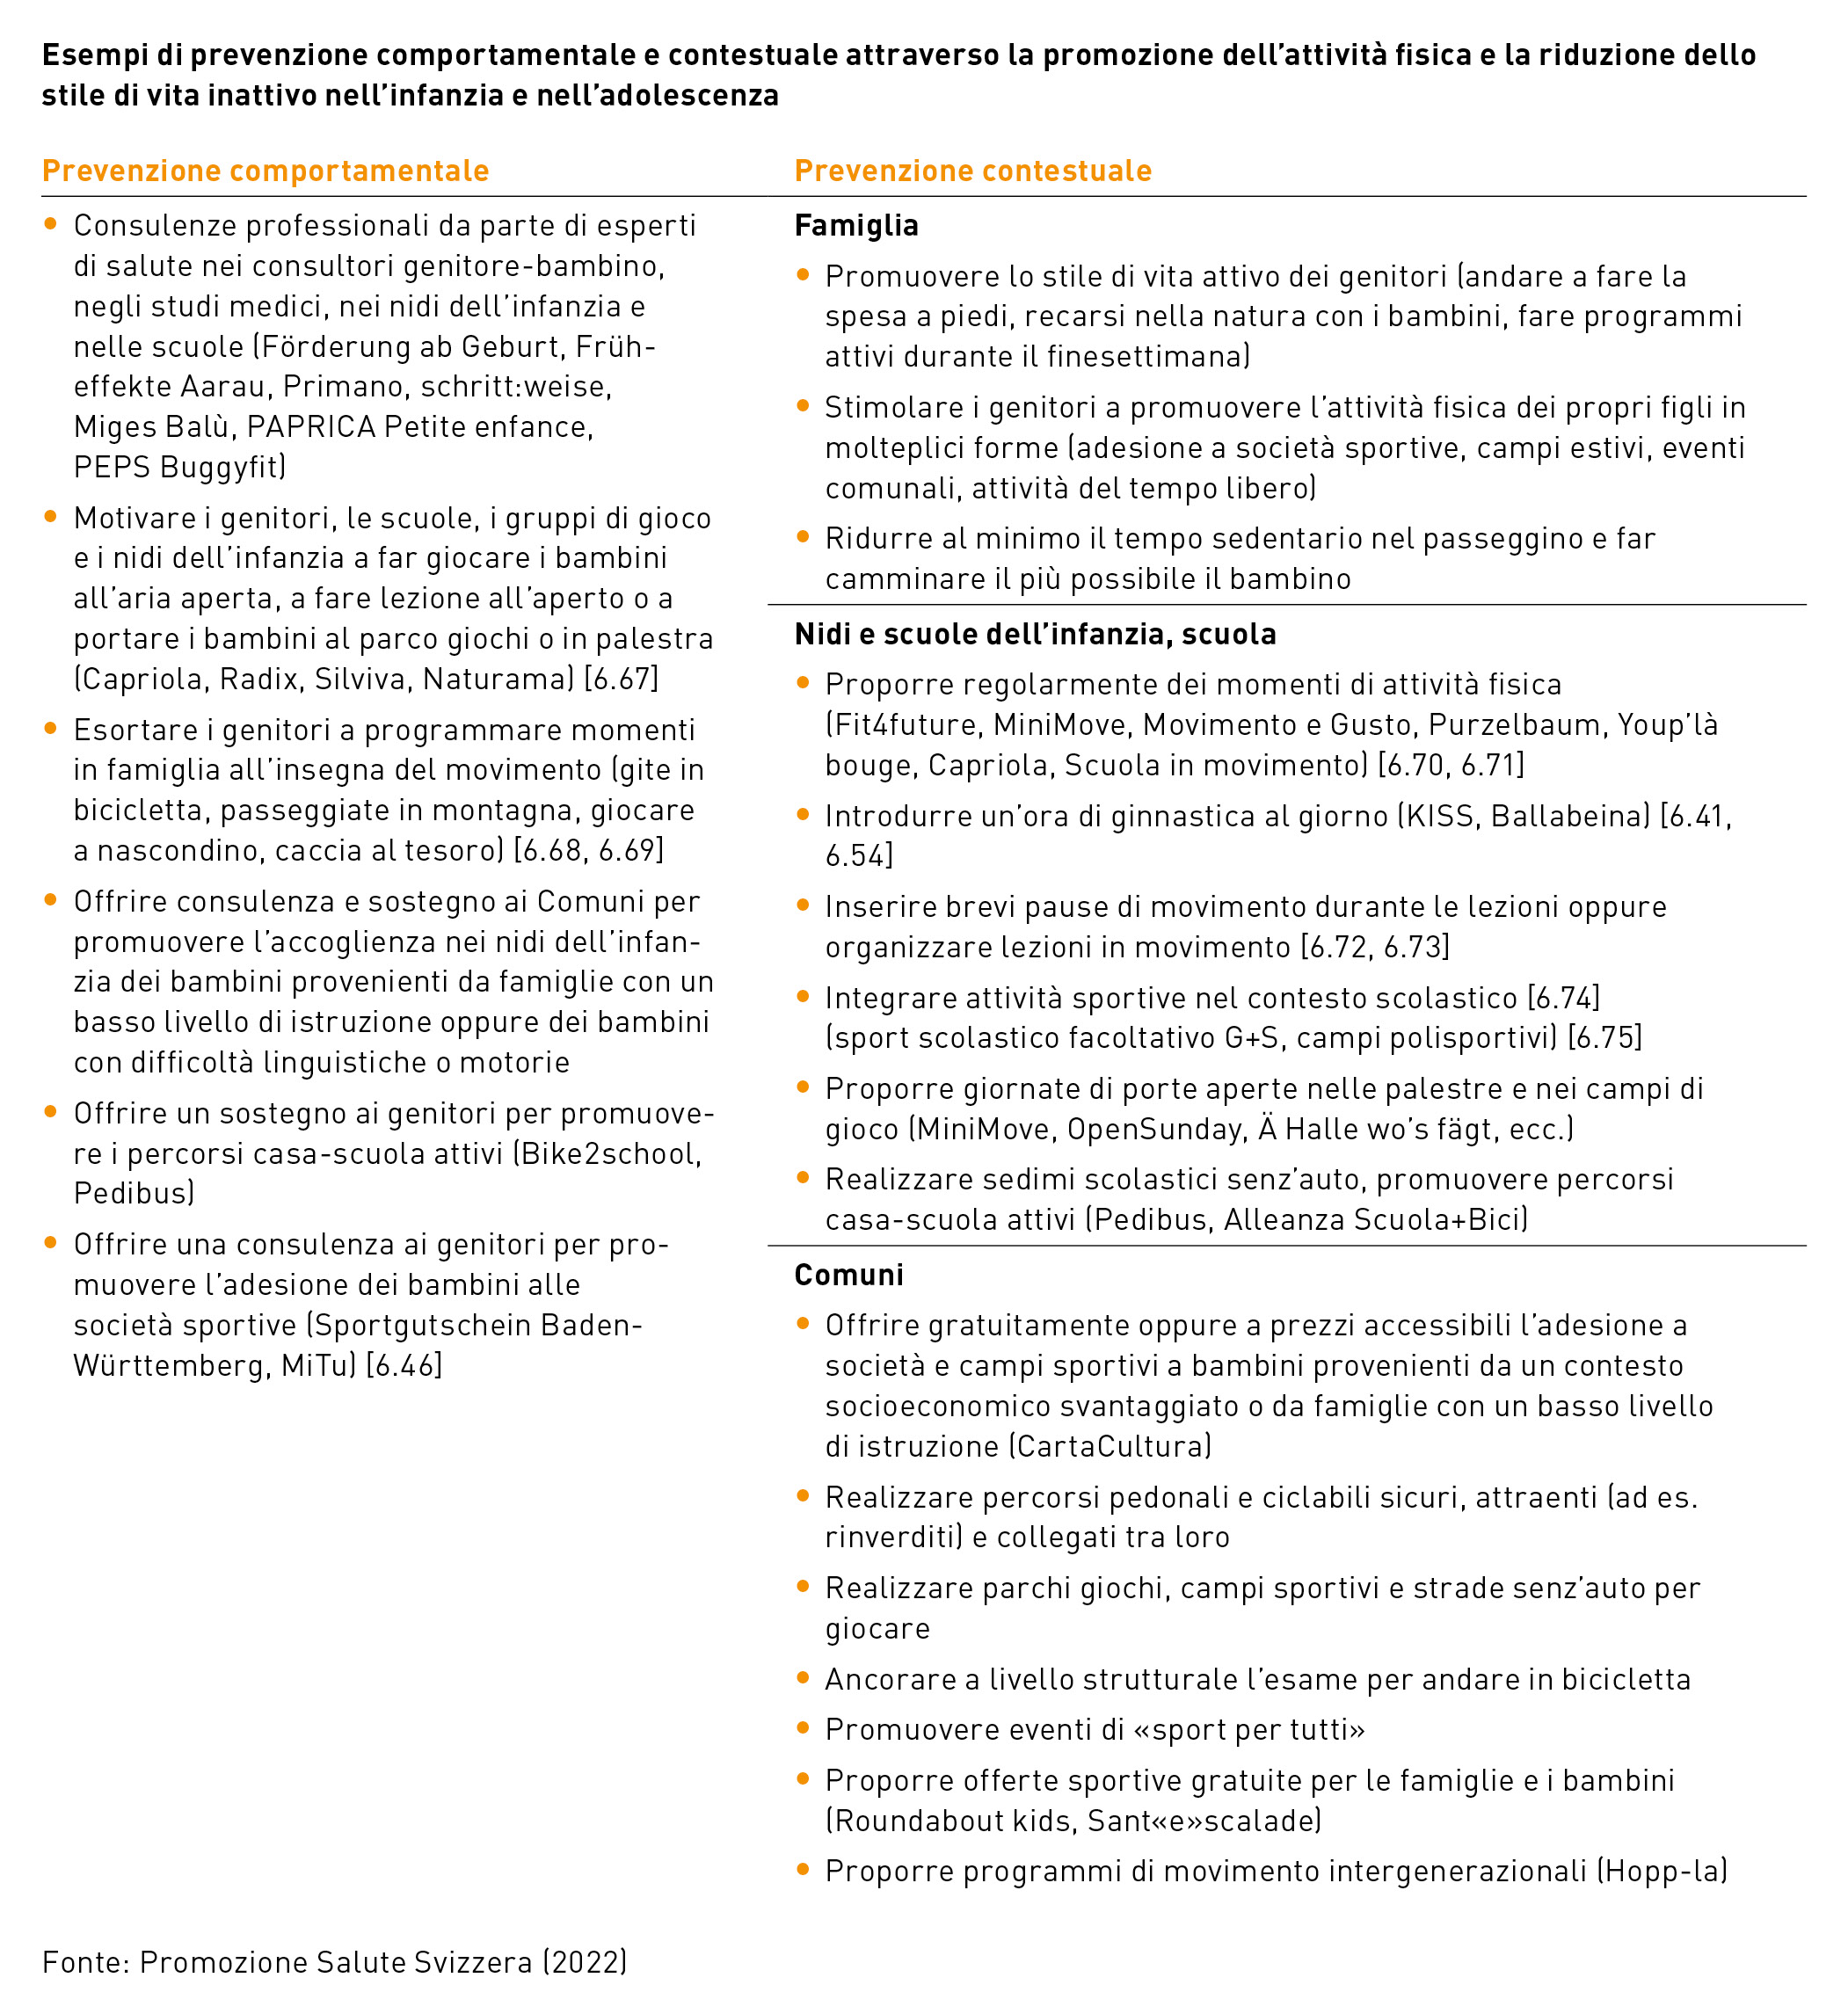 Esempi di prevenzione comportamentale e contestuale attraverso la promozione dell’attività fisica e la riduzione dello
stile di vita inattivo nell’infanzia e nell’adolescenza
Prevenzione comportamentale
• Consulenze professionali da parte di esperti
di salute nei consultori genitore-bambino,
negli studi medici, nei nidi dell’infanzia e
nelle scuole (Förderung ab Geburt, Früh-
effekte Aarau, Primano, schritt:weise,
Miges Balù, PAPRICA Petite enfance,
PEPS Buggyfit)
• Motivare i genitori, le scuole, i gruppi di gioco
e i nidi dell’infanzia a far giocare i bambini
all’aria aperta, a fare lezione all’aperto o a
portare i bambini al parco giochi o in palestra
(Capriola, Radix, Silviva, Naturama) [6.67]
• Esortare i genitori a programmare momenti
in famiglia all’insegna del movimento (gite in
bicicletta, passeggiate in montagna, giocare
a nascondino, caccia al tesoro) [6.68, 6.69]
• Offrire consulenza e sostegno ai Comuni per
promuovere l’accoglienza nei nidi dell’infan-
zia dei bambini provenienti da famiglie con un
basso livello di istruzione oppure dei bambini
con difficoltà linguistiche o motorie
• Offrire un sostegno ai genitori per promuove-
re i percorsi casa-scuola attivi (Bike2school,
Pedibus)
• Offrire una consulenza ai genitori per pro-
muovere l’adesione dei bambini alle
società sportive (Sportgutschein Baden-
Württemberg, MiTu) [6.46]
Prevenzione contestuale
Famiglia
• Promuovere lo stile di vita attivo dei genitori (andare a fare la
spesa a piedi, recarsi nella natura con i bambini, fare programmi
attivi durante il finesettimana)
• Stimolare i genitori a promuovere l’attività fisica dei propri figli in
molteplici forme (adesione a società sportive, campi estivi, eventi
comunali, attività del tempo libero)
• Ridurre al minimo il tempo sedentario nel passeggino e far
camminare il più possibile il bambino
Nidi e scuole dell’infanzia, scuola
• Proporre regolarmente dei momenti di attività fisica
(Fit4future, MiniMove, Movimento e Gusto, Purzelbaum, Youp’là
bouge, Capriola, Scuola in movimento) [6.70, 6.71]
• Introdurre un’ora di ginnastica al giorno (KISS, Ballabeina) [6.41,
6.54]
• Inserire brevi pause di movimento durante le lezioni oppure
organizzare lezioni in movimento [6.72, 6.73]
• Integrare attività sportive nel contesto scolastico [6.74]
(sport scolastico facoltativo G+S, campi polisportivi) [6.75]
• Proporre giornate di porte aperte nelle palestre e nei campi di
gioco (MiniMove, OpenSunday, Ä Halle wo’s fägt, ecc.)
• Realizzare sedimi scolastici senz’auto, promuovere percorsi
casa-scuola attivi (Pedibus, Alleanza Scuola+Bici)
Comuni
• Offrire gratuitamente oppure a prezzi accessibili l’adesione a
società e campi sportivi a bambini provenienti da un contesto
socioeconomico svantaggiato o da famiglie con un basso livello
di istruzione (CartaCultura)
• Realizzare percorsi pedonali e ciclabili sicuri, attraenti (ad es.
rinverditi) e collegati tra loro
• Realizzare parchi giochi, campi sportivi e strade senz’auto per
giocare
• Ancorare a livello strutturale l’esame per andare in bicicletta
• Promuovere eventi di «sport per tutti»
• Proporre offerte sportive gratuite per le famiglie e i bambini
(Roundabout kids, Sant«e»scalade)
• Proporre programmi di movimento intergenerazionali (Hopp-la)
Fonte: Promozione Salute Svizzera (2022)